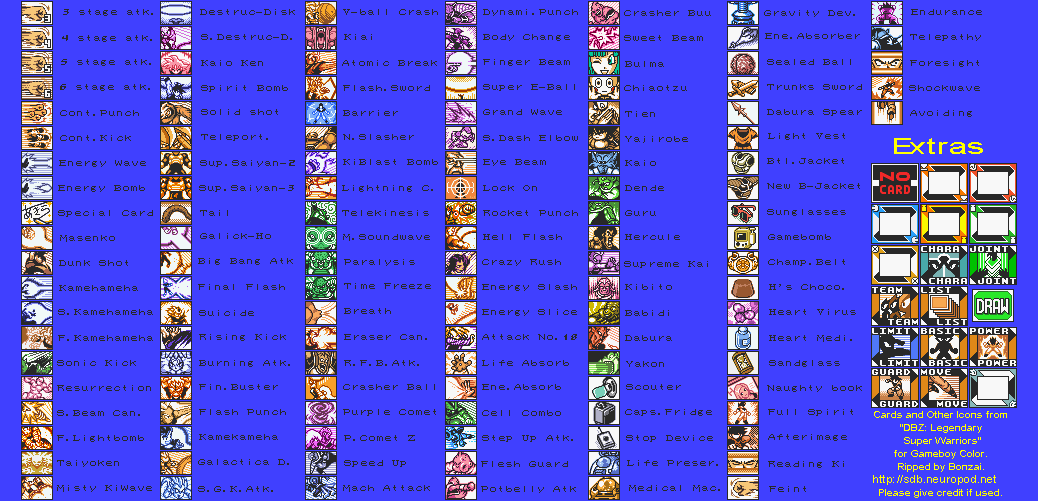 3 stage atk.
4 stage atk.
5 stage atk.
6 stage atk.
Cont.Punch
Cont.Kick
Energy Wave
Energy Bomb
Special Card
Masenko
Dunk Shot
Kamehameha
S.Kamehameha
F.Kamehameha
Sonic Kick
Resurrection
S.Beam Can.
F.Lightbomb
Taiyoken
Misty KiWave
Destruc-Disk
S.Destruc-D.
Kaio Ken
Spirit Bomb
Solid shot
Teleport.
Sup.Saiyan-2
Sup.Saiyan-3
Tail
Galick-Ho
Big Bang Atk
Final Flash
Suicide
Rising Kick
Burning Atk.
Fin.Buster
Flash Punch
Kamekameha
Galactica D.
S.G.K.Atk.
V-ball Crash
Kiai
Atomic Break
Flash.Sword
Barrier
N.Slasher
KiBlast Bomb
Lightning C.
Telekinesis
M.Soundwave
Paralysis
Time Freeze
Breath
Eraser Can.
R.F.B.Atk.
Crasher Ball
Purple Comet
P.Comet Z
Speed Up
Mach Attack
Dynami.Punch
Body Change
Finger Beam
Super E-Ball
Grand Wave
S.Dash Elbow
Eye Beam
Lock On
Rocket Punch
Hell Flash
Crazy Rush
Energy Slash
Energy Slice
Attack No.18
Life Absorb
Ene.Absorb
Cell Combo
Step Up Atk.
Flesh Guard
Potbelly Atk
Crasher Buu
Sweet Beam
Bulma
Chiaotzu
Tien
Yajirobe
Kaio
Dende
Guru
Hercule
Supreme Kai
Kibito
Babidi
Dabura
Yakon
Scouter
Caps.Fridge
Stop Device
Life Preser.
Medical Mac.
Gravity Dev.
Ene.Absorber
Sealed Ball
Trunks Sword
Dabura Spear
Light Vest
Btl.Jacket
New B-Jacket
Sunglasses
Gamebomb
Champ.Belt
H's Choco.
Heart Virus
Heart Medi.
Sandglass
Naughty book
Full Spirit
Afterimage
Reading Ki
Feint
Endurance
Telepathy
Foresight
Shockwave
Avoiding
Extras
NO
CARD
CHARA
CHARA
JOINT
JOINT
TEAM
TEAM
LIST
LIST
DRAW
LIMIT
LIMIT
BASIC
BASIC
POWER
POWER
GUARD
GUARD
MOVE
MOVE
Cards and Other Icons from
"DBZ: Legendary
Super Warriors"
for Gameboy Color.
Ripped by Bonzai.
http://sdb.neuropod.net
Please give credit if used.